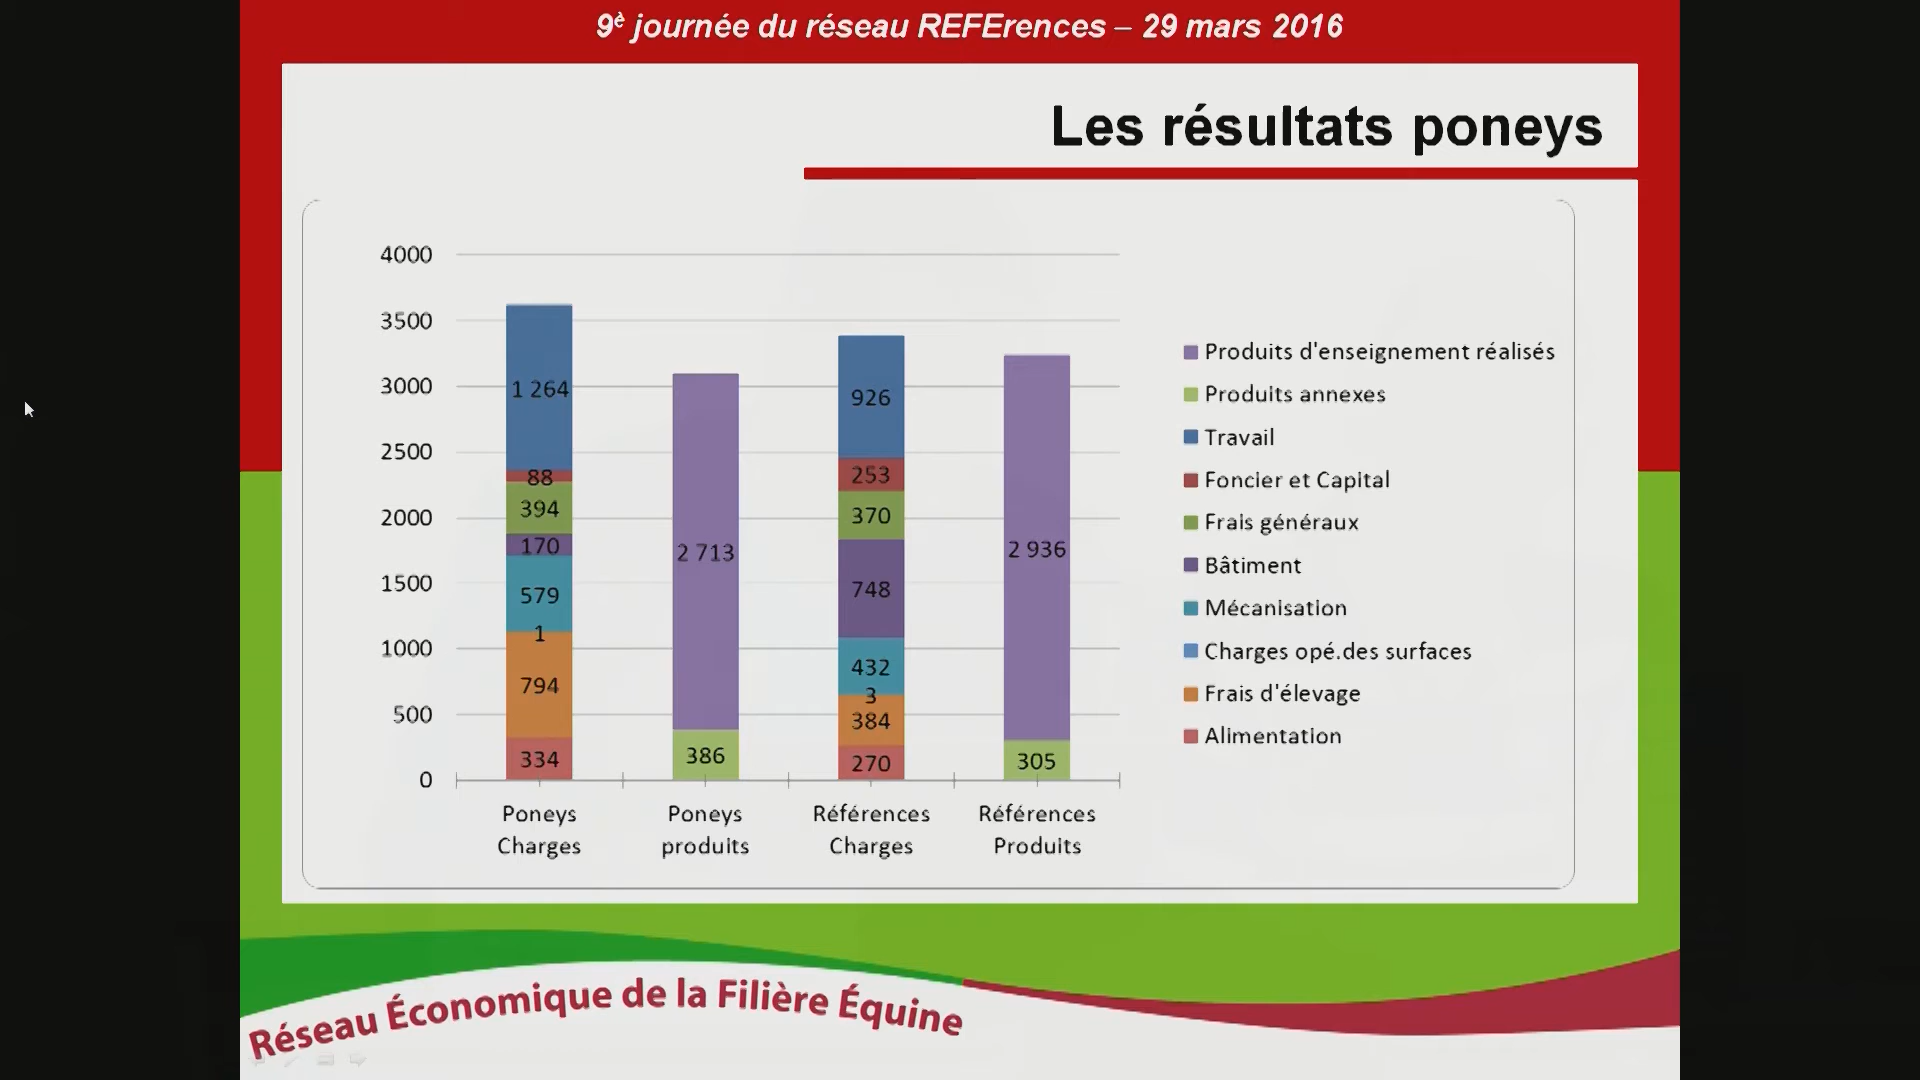 9è journée du réseau REFErences – 29 mars 2016
Les résultats poneys
4000
3500
3000
2500
2000
1500
1000
500
0
1 264
88
394
170
579
1
794
334
2 713
386
926
253
370
748
432
3
384
270
2 936
305
Poneys
Charges
Poneys
produits
Références
Charges
Références
Produits
Produits d'enseignement réalisés
Produits annexes
Travail
Foncier et Capital
Frais généraux
Bâtiment
Mécanisation
Charges opé.des surfaces
Frais d'élevage
Alimentation
Réseau Économique de la Filière Équine